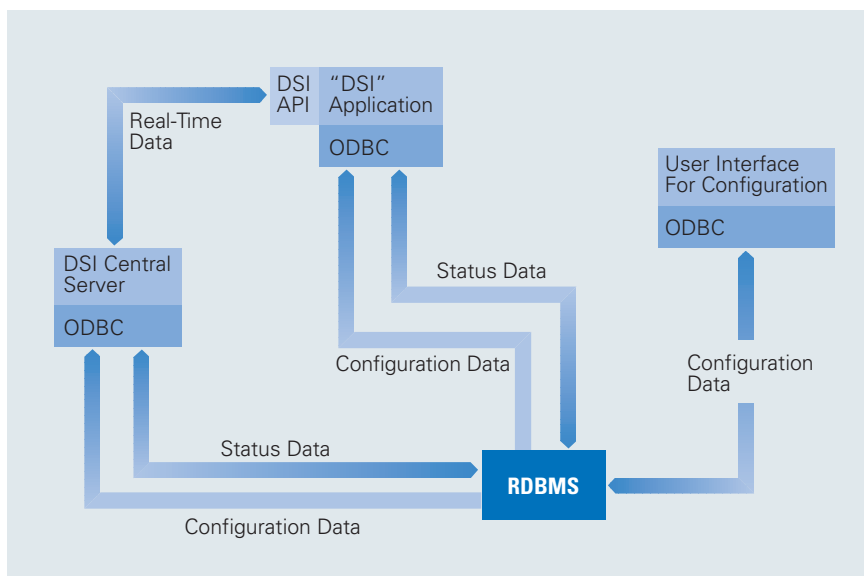 DSI
API
“DSI”
Application
ODBC
Real-Time
Data
User Interface
For Configuration
ODBC
DSI Central
Server
ODBC
Status Data
Configuration Data
Configuration
Data
Status Data
RDBMS
Configuration Data